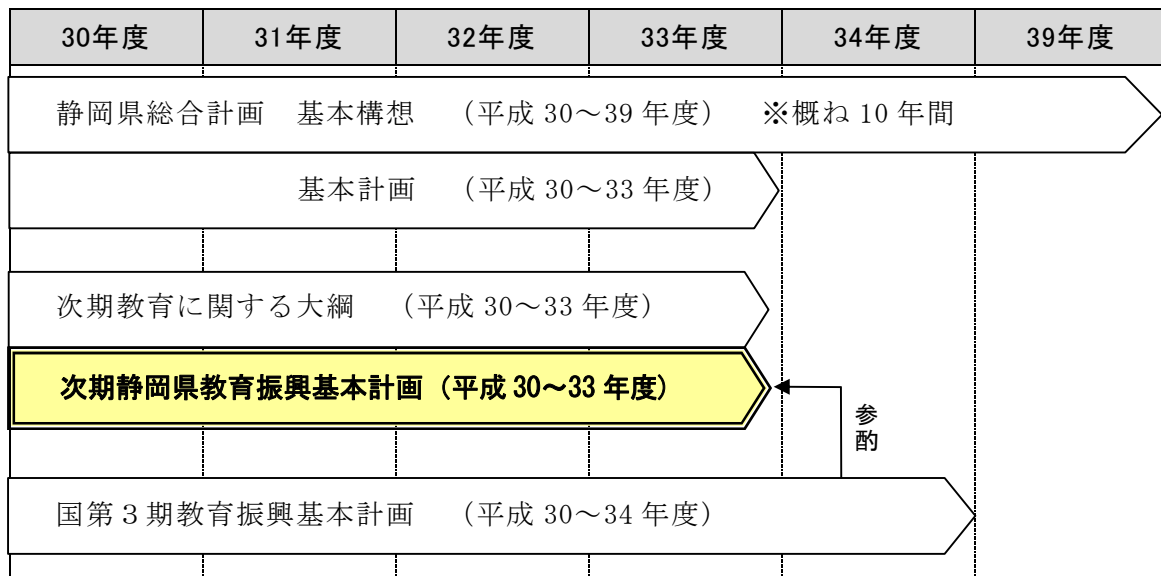 30年度 31年度 32年度 33年度 34年度 39年度
静岡県総合計画 基本構想 (平成 30~39 年度) ※概ね 10 年間
基本計画 (平成 30~33 年度)
次期教育に関する大綱 (平成 30~33 年度)
次期静岡県教育振興基本計画(平成 30~33 年度)
参酌
国第3期教育振興基本計画 (平成 30~34 年度)